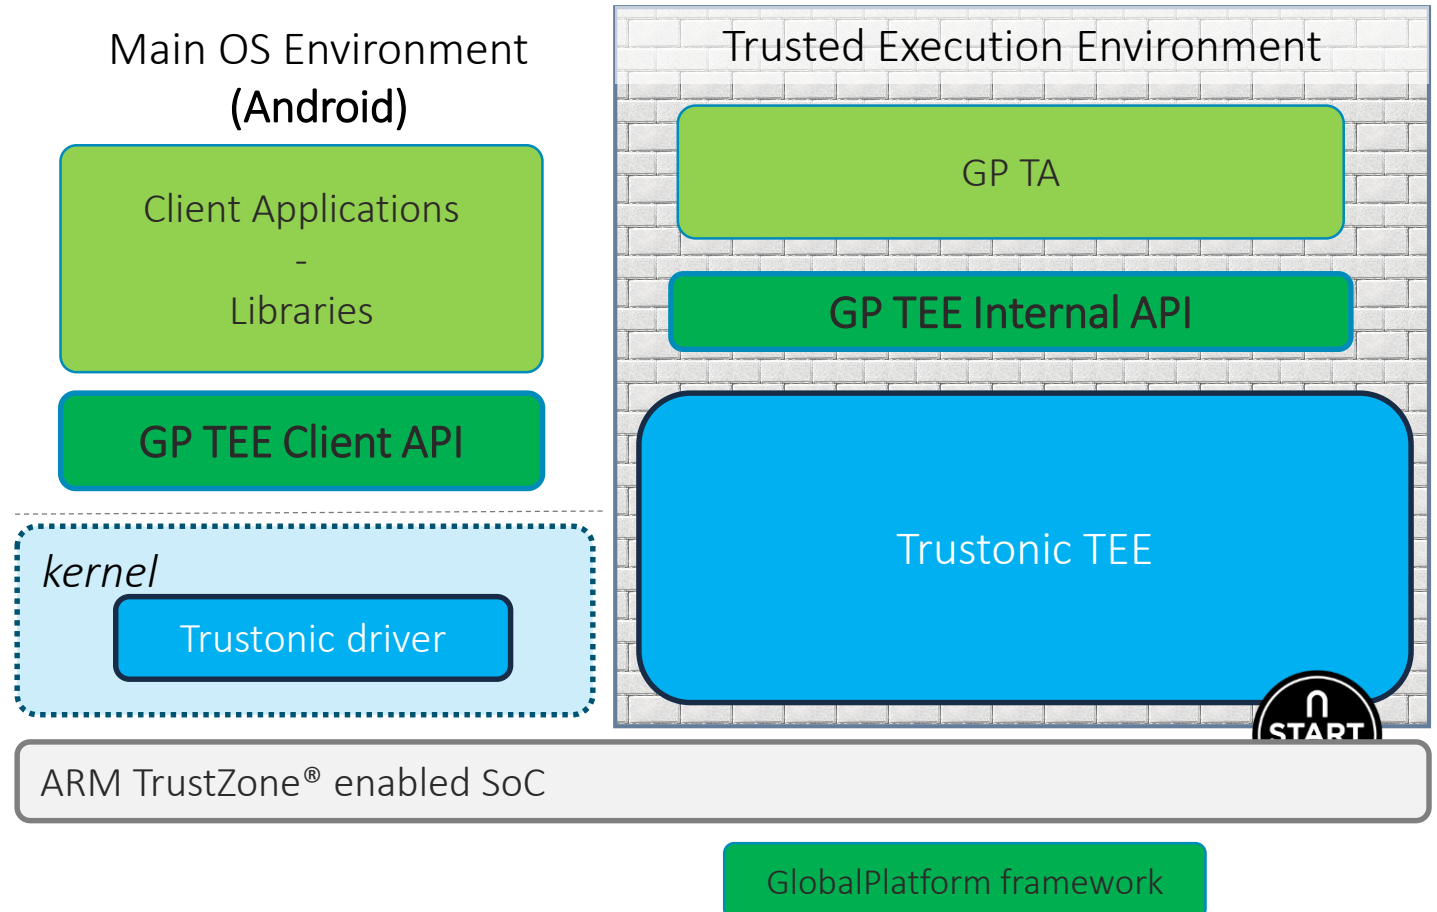 Main OS Environment
(Android)
Client Applications
-
Libraries
GP TEE Client API
kernel
Trustonic driver
Trusted Execution Environment
GP TA
GP TEE Internal API
Trustonic TEE
n
START
ARM TrustZone® enabled SoC
GlobalPlatform framework